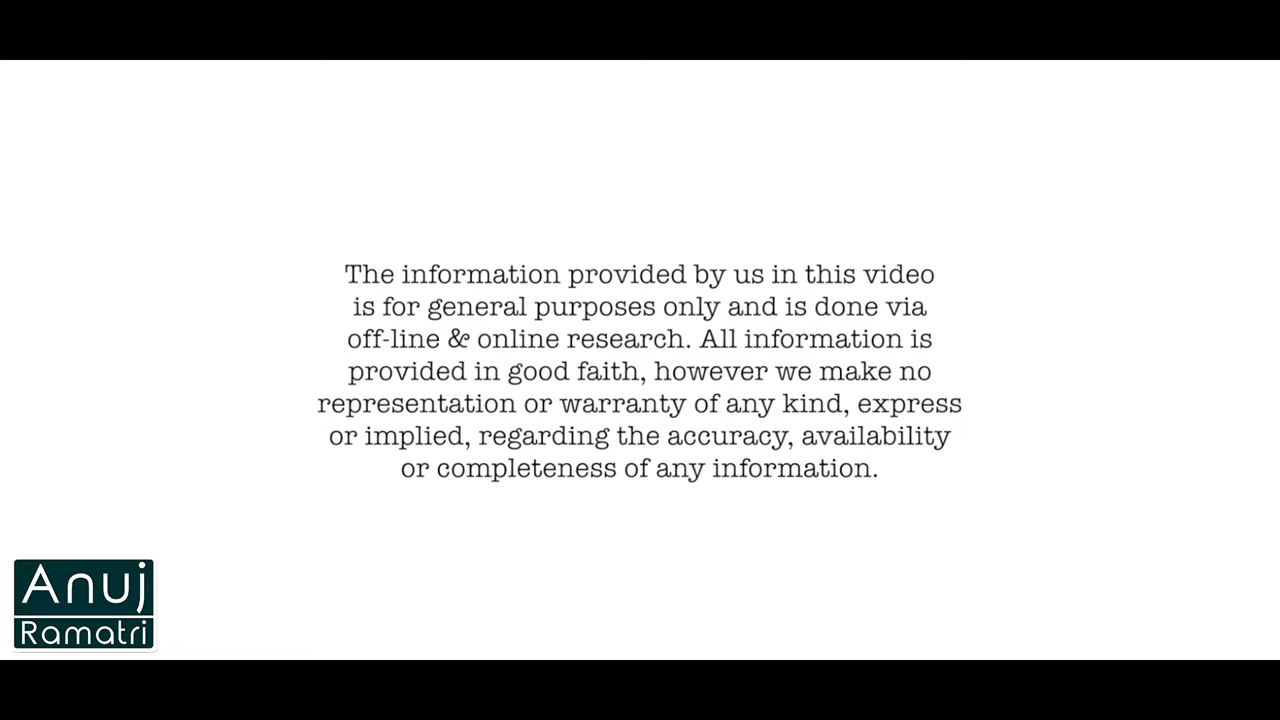 The information provided by us in this video
is for general purposes only and is done via
off-line & online research. All information is
provided in good faith, however we make no
representation or warranty of any kind, express
or implied, regarding the accuracy, availability
or completeness of any information.
Anuj
Ramatri